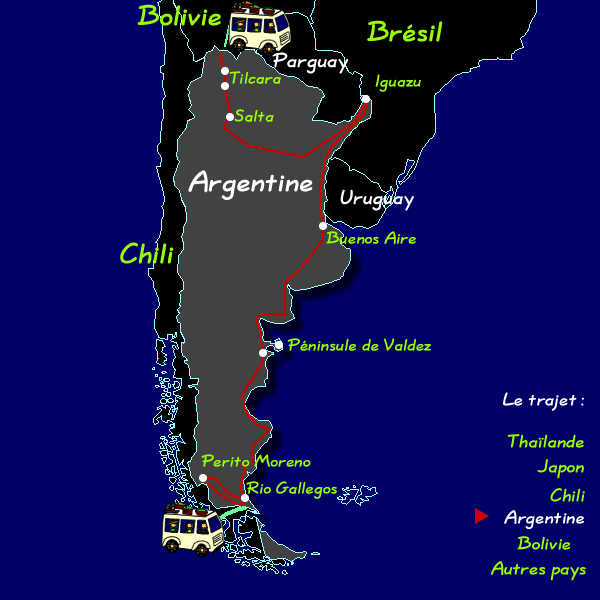 Bolivie
Brésil
Parguay
Iguazu
Tilcara
Salta
Argentine
Uruguay
Buenos Aire
Chili
Péninsule de Valdez
Le trajet :
Thaïlande
Japon
Chili
Argentine
Bolivie
Autres pays
Perito Moreno
Rio Gallegos